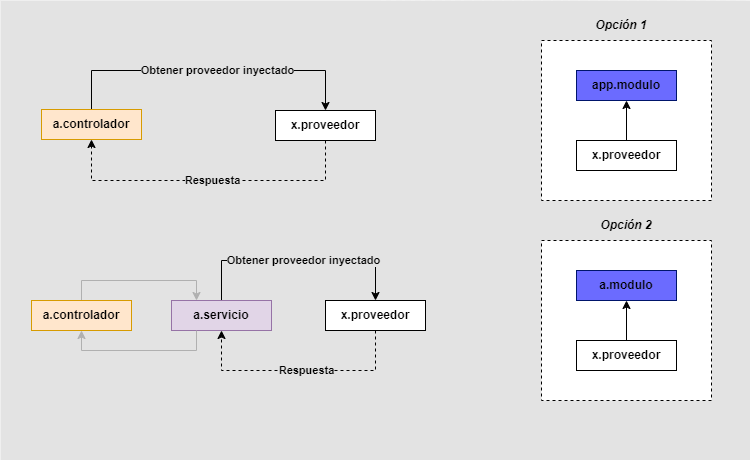 Opción 1
Obtener proveedor inyectado
app.modulo
a.controlador
x.proveedor
x.proveedor
Respuesta
Opción 2
Obtener proveedor inyectado
a.modulo
a.controlador
a.servicio
x.proveedor
x.proveedor
Respuesta